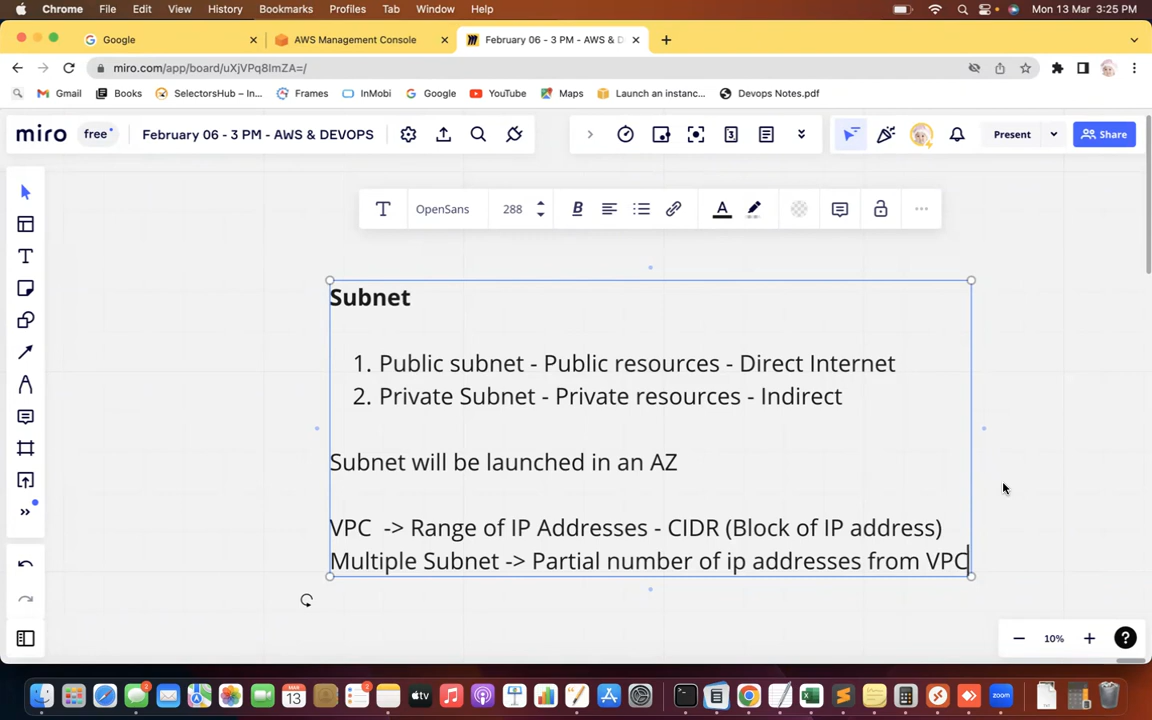 Chrome File Edit View History Bookmarks Profiles Tab Window Help Mon 13 Mar 3:25 PM
Google AWS Management Console February 06 - 3 PM - AWS & D
miro.com/app/board/uXjVPq8ImZA=/
Gmail Books SelectorsHub – In... Frames InMobi Google YouTube Maps Launch an instanc... Devops Notes.pdf
miro free February 06 - 3 PM - AWS & DEVOPS 3 Present Share
OpenSans 288 B A
Subnet
1. Public subnet - Public resources - Direct Internet
2. Private Subnet - Private resources - Indirect
Subnet will be launched in an AZ
VPC -> Range of IP Addresses - CIDR (Block of IP address)
Multiple Subnet -> Partial number of ip addresses from VPC
10%